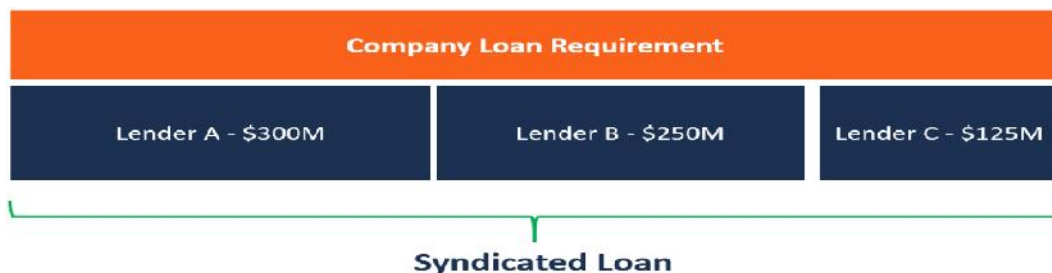 Company Loan Requirement
Lender A - $300M
Lender B - $250M
Lender C - $125M
Syndicated Loan